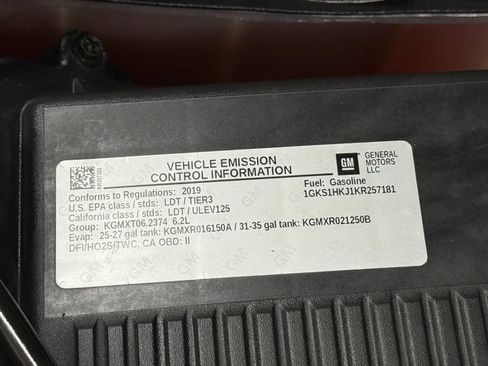 VEHICLE EMISSION
CONTROL INFORMATION
GM
GENERAL
MOTORS
LLC
Conforms to Regulations: 2019
Fuel: Gasoline
U.S. EPA class / stds: LDT / TIER3
1GKS1HKJ1KR257181
California class / stds: LDT / ULEV125
Group: KGMXT06.2374 6.2L
Evap: 25-27 gal tank: KGMXR016150A / 31-35 gal tank: KGMXR021250B
DFI/HO2S/TWC, CA OBD: II